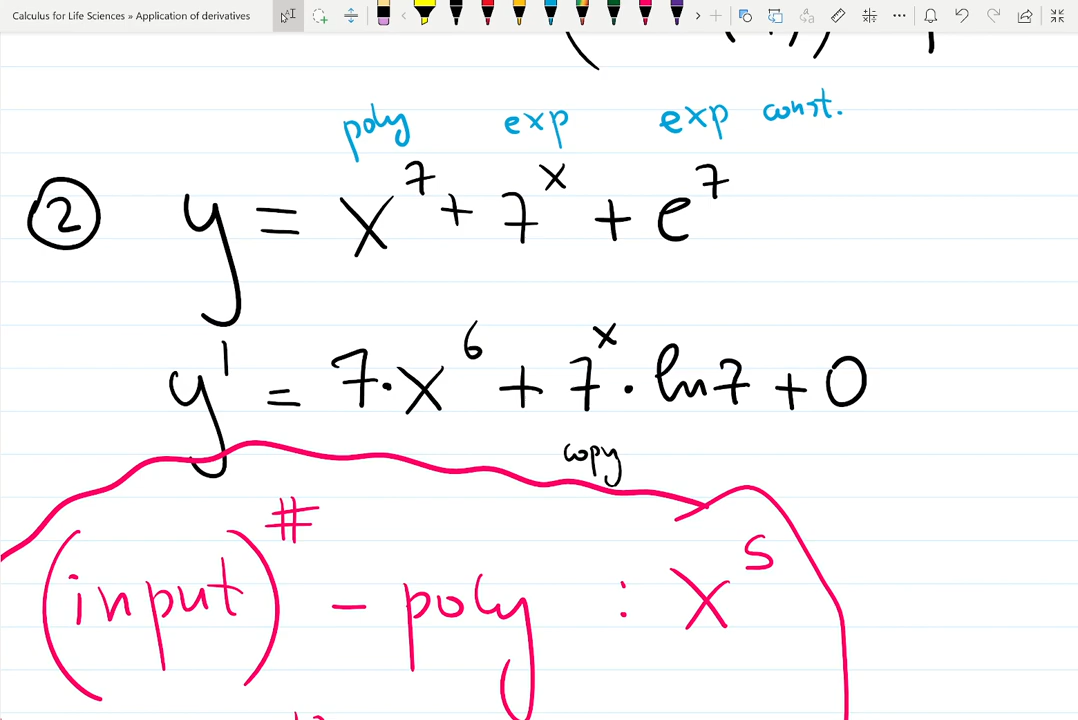 Calculus for Life Sciences » Application of derivatives
poly exp exp const.
② y = x^7 + 7^x + e^7
y' = 7·x^6 + 7^x · ln7 + 0
copy
(input)^# - poly : x^5